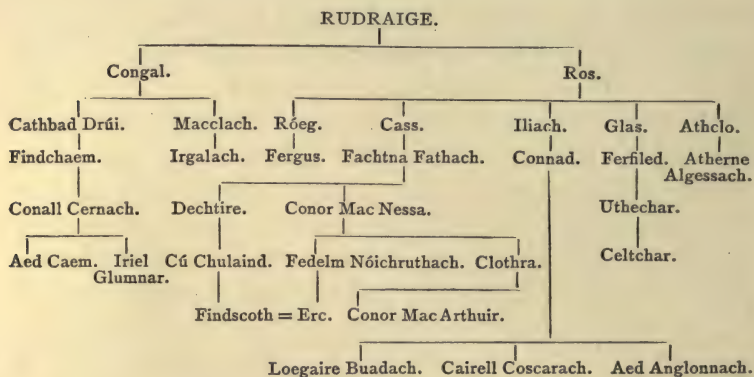 RUDRAIGE.
Congal. Ros.
Cathbad Drúi. Macclach. Róeg. Cass. Iliach. Glas. Athclo.
Findchaem. Irgalach. Fergus. Fachtna Fathach. Connad. Ferfiled. Atherne
Algessach.
Conall Cernach. Dechtire. Conor Mac Nessa. Uthechar.
Aed Caem. Iriel Cú Chulaind. Fedelm Nóichruthach. Clothra. Celtchar.
Glumnar.
Findscoth = Erc. Conor Mac Arthuir.
Loegaire Buadach. Cairell Coscarach. Aed Anglonnach.